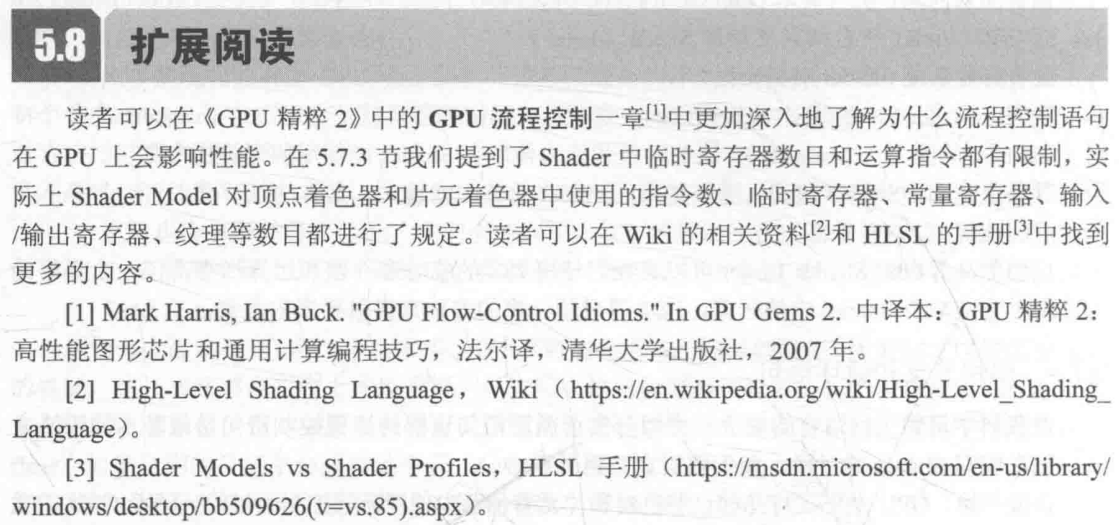 5.8 扩展阅读
读者可以在《GPU 精粹 2》中的 GPU 流程控制一章[1]中更加深入地了解为什么流程控制语句
在 GPU 上会影响性能。在 5.7.3 节我们提到了 Shader 中临时寄存器数目和运算指令都有限制，实
际上 Shader Model 对顶点着色器和片元着色器中使用的指令数、临时寄存器、常量寄存器、输入
/输出寄存器、纹理等数目都进行了规定。读者可以在 Wiki 的相关资料[2]和 HLSL 的手册[3]中找到
更多的内容。
[1] Mark Harris, Ian Buck. "GPU Flow-Control Idioms." In GPU Gems 2. 中译本：GPU 精粹 2：
高性能图形芯片和通用计算编程技巧，法尔译，清华大学出版社，2007 年。
[2] High-Level Shading Language，Wiki（https://en.wikipedia.org/wiki/High-Level_Shading_
Language）。
[3] Shader Models vs Shader Profiles，HLSL 手册（https://msdn.microsoft.com/en-us/library/
windows/desktop/bb509626(v=vs.85).aspx）。